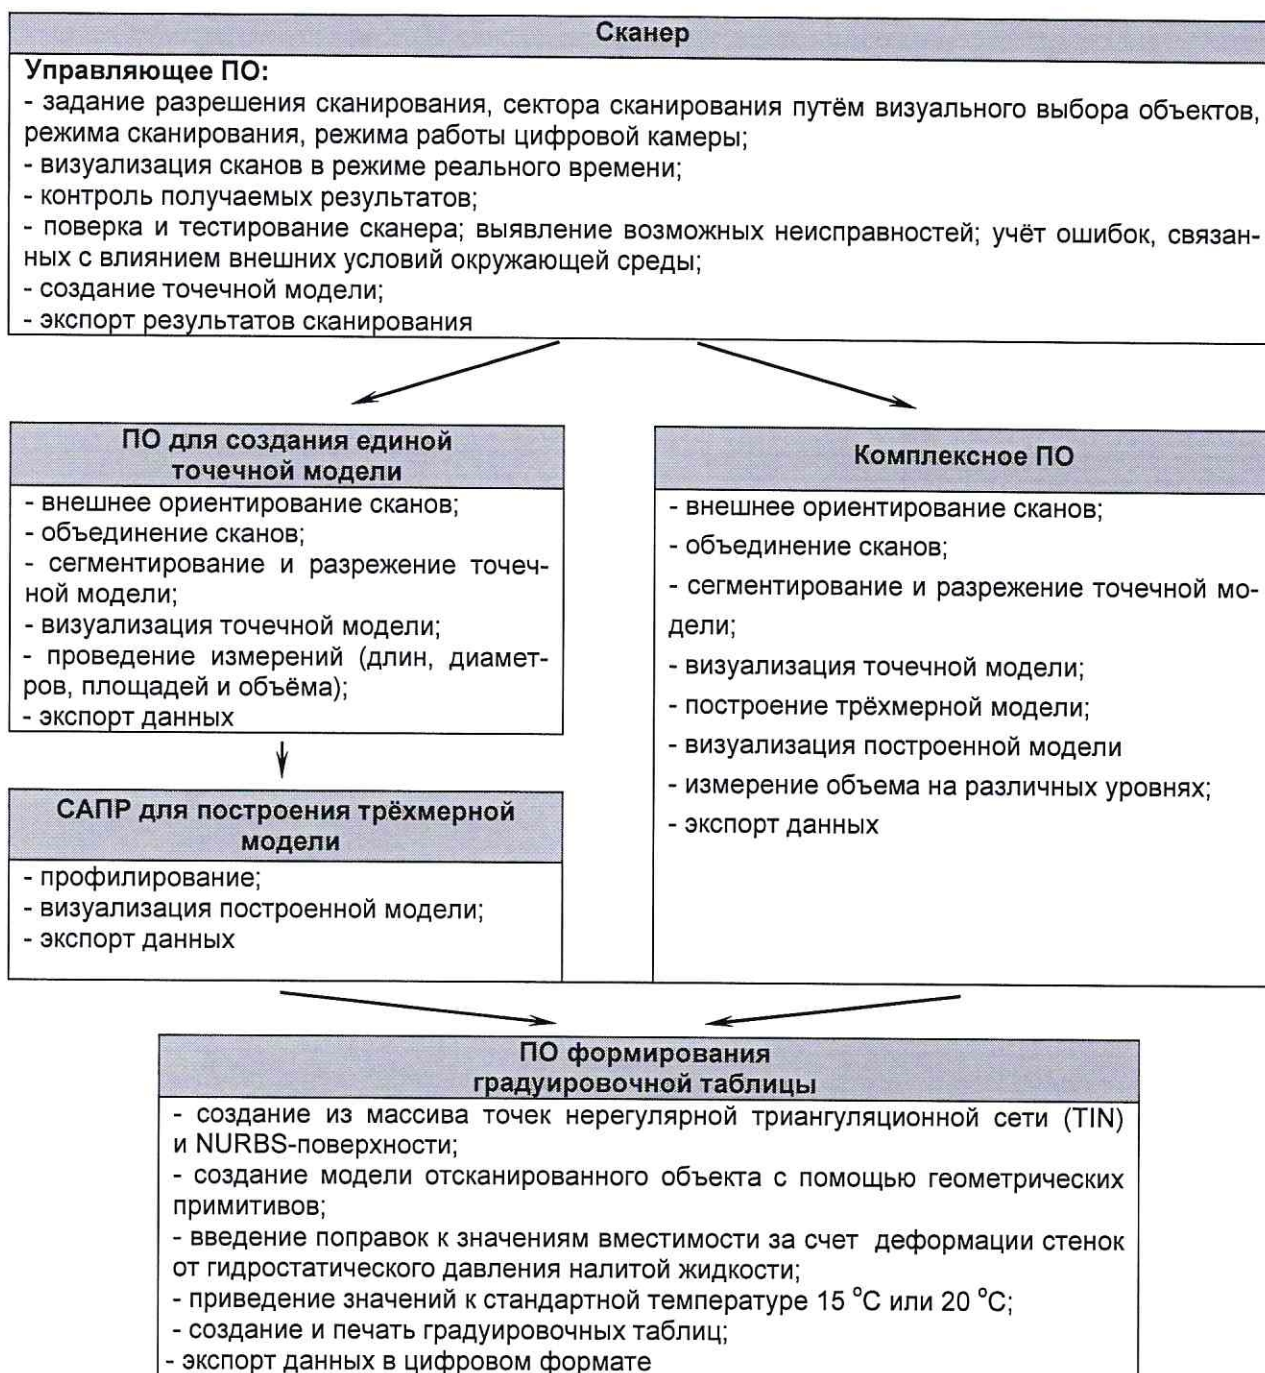 Сканер
Управляющее ПО:
- задание разрешения сканирования, сектора сканирования путём визуального выбора объектов,
режима сканирования, режима работы цифровой камеры;
- визуализация сканов в режиме реального времени;
- контроль получаемых результатов;
- поверка и тестирование сканера; выявление возможных неисправностей; учёт ошибок, связан-
ных с влиянием внешних условий окружающей среды;
- создание точечной модели;
- экспорт результатов сканирования
ПО для создания единой
точечной модели
- внешнее ориентирование сканов;
- объединение сканов;
- сегментирование и разрежение точеч-
ной модели;
- визуализация точечной модели;
- проведение измерений (длин, диамет-
ров, площадей и объёма);
- экспорт данных
САПР для построения трёхмерной
модели
- профилирование;
- визуализация построенной модели;
- экспорт данных
Комплексное ПО
- внешнее ориентирование сканов;
- объединение сканов;
- сегментирование и разрежение точечной мо-
дели;
- визуализация точечной модели;
- построение трёхмерной модели;
- визуализация построенной модели
- измерение объема на различных уровнях;
- экспорт данных
ПО формирования
градуировочной таблицы
- создание из массива точек нерегулярной триангуляционной сети (TIN)
и NURBS-поверхности;
- создание модели отсканированного объекта с помощью геометрических
примитивов;
- введение поправок к значениям вместимости за счет деформации стенок
от гидростатического давления налитой жидкости;
- приведение значений к стандартной температуре 15 °C или 20 °C;
- создание и печать градуировочных таблиц;
- экспорт данных в цифровом формате